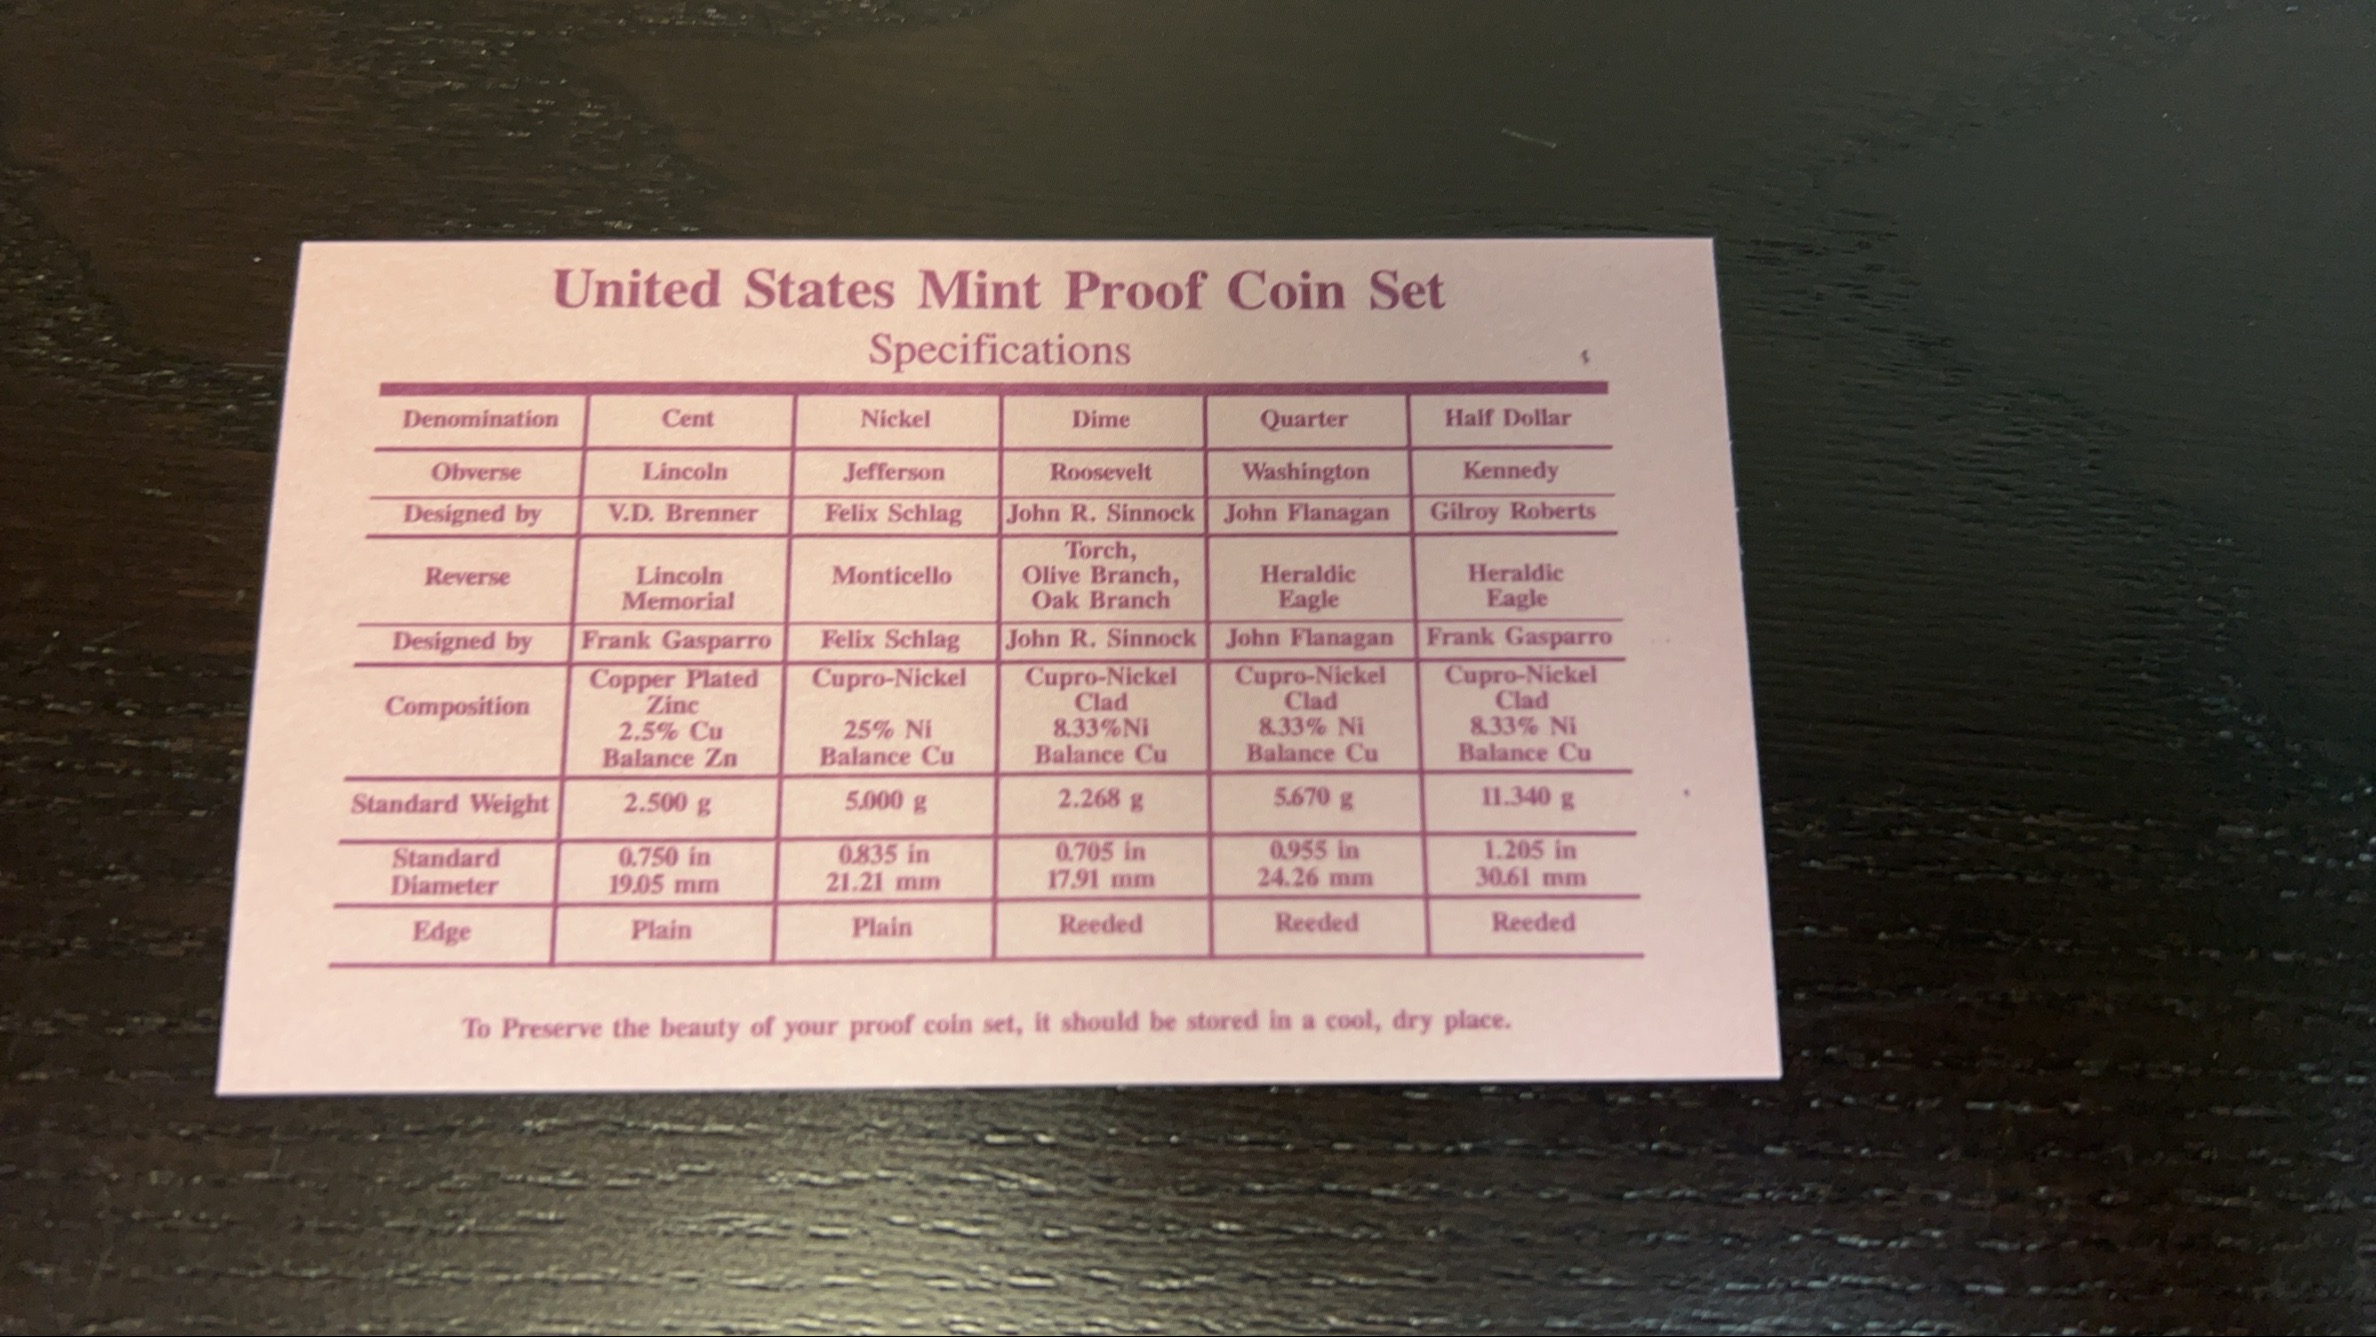 United States Mint Proof Coin Set
Specifications
Denomination Cent Nickel Dime Quarter Half Dollar
Obverse Lincoln Jefferson Roosevelt Washington Kennedy
Designed by V.D. Brenner Felix Schlag John R. Sinnock John Flanagan Gilroy Roberts
Torch,
Reverse Lincoln Monticello Olive Branch, Heraldic Heraldic
Memorial Oak Branch Eagle Eagle
Designed by Frank Gasparro Felix Schlag John R. Sinnock John Flanagan Frank Gasparro
Copper Plated Cupro-Nickel Cupro-Nickel Cupro-Nickel Cupro-Nickel
Composition Zinc Clad Clad Clad
2.5% Cu 25% Ni 8.33%Ni 8.33% Ni 8.33% Ni
Balance Zn Balance Cu Balance Cu Balance Cu Balance Cu
Standard Weight 2.500 g 5.000 g 2.268 g 5.670 g 11.340 g
Standard 0.750 in 0.835 in 0.705 in 0.955 in 1.205 in
Diameter 19.05 mm 21.21 mm 17.91 mm 24.26 mm 30.61 mm
Edge Plain Plain Reeded Reeded Reeded
To Preserve the beauty of your proof coin set, it should be stored in a cool, dry place.